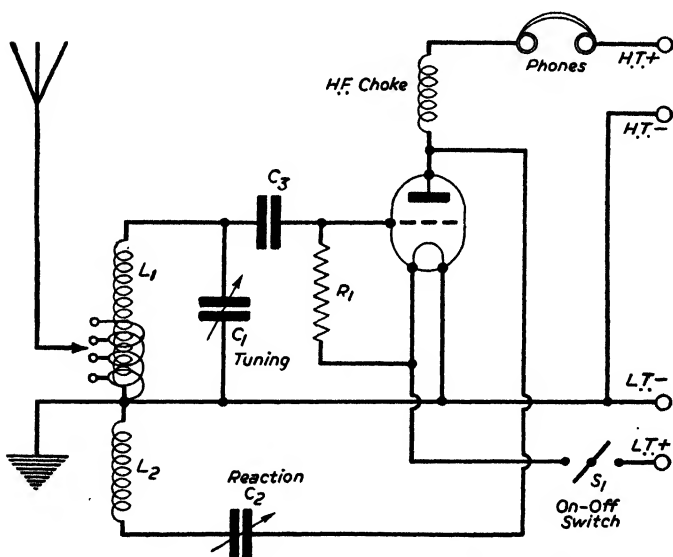 Phones
H.T.+
H.F. Choke
H.T.-
C3
L1
R1
C1
Tuning
L.T.-
L.T.+
L2
Reaction
C2
S1
On-Off
Switch